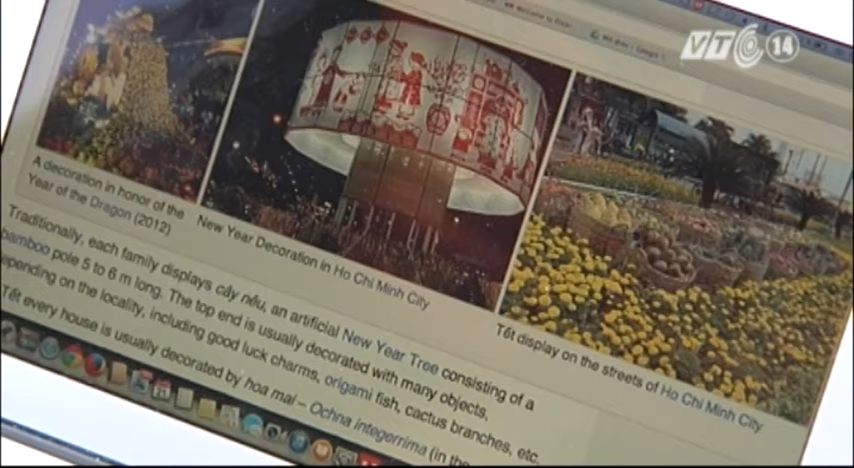 VTC 14
A decoration in honor of the
Year of the Dragon (2012)
New Year Decoration in Ho Chi Minh City
Tết display on the streets of Ho Chi Minh City
Traditionally, each family displays cây nêu, an artificial New Year Tree consisting of a
bamboo pole 5 to 6 m long. The top end is usually decorated with many objects,
depending on the locality, including good luck charms, origami fish, cactus branches, etc.
Tết every house is usually decorated by hoa mai – Ochna integerrima (in the